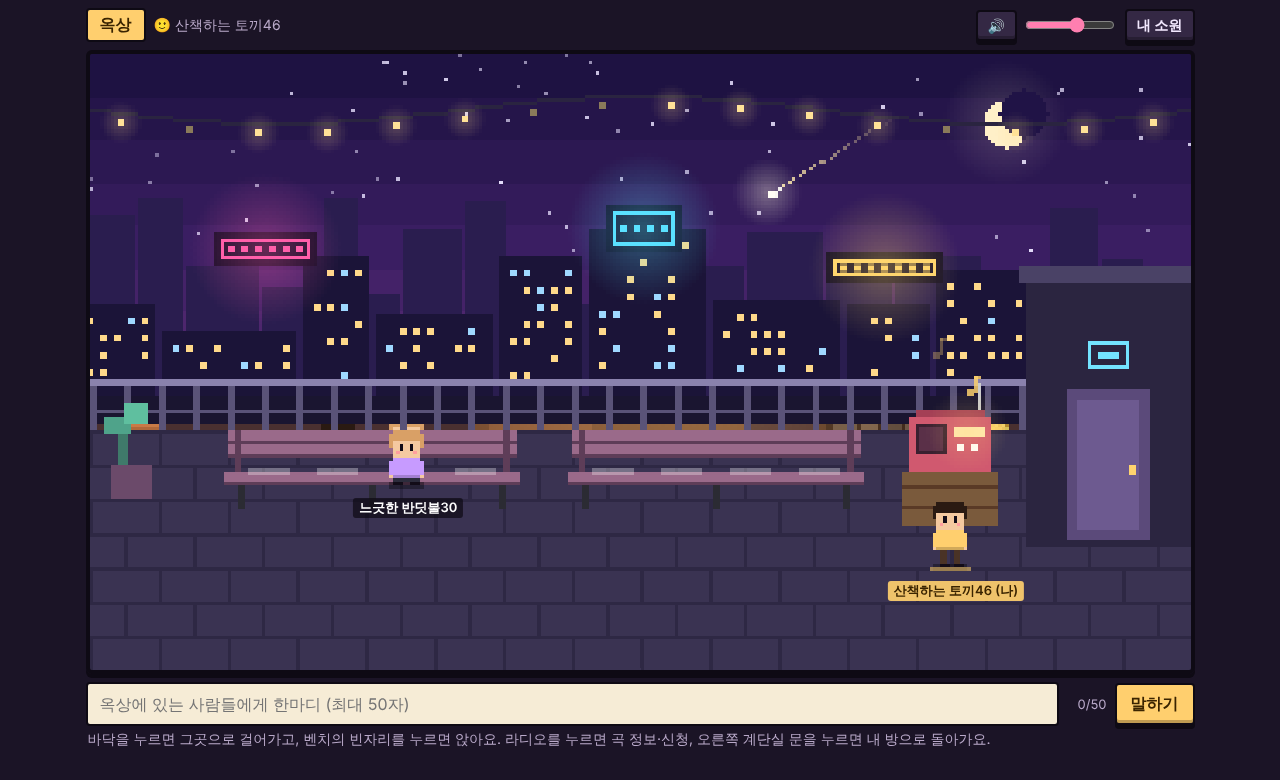 옥상
🙂 산책하는 토끼46
🔊
내 소원
느긋한 반딧불30
산책하는 토끼46 (나)
옥상에 있는 사람들에게 한마디 (최대 50자)
0/50
말하기
바닥을 누르면 그곳으로 걸어가고, 벤치의 빈자리를 누르면 앉아요. 라디오를 누르면 곡 정보·신청, 오른쪽 계단실 문을 누르면 내 방으로 돌아가요.